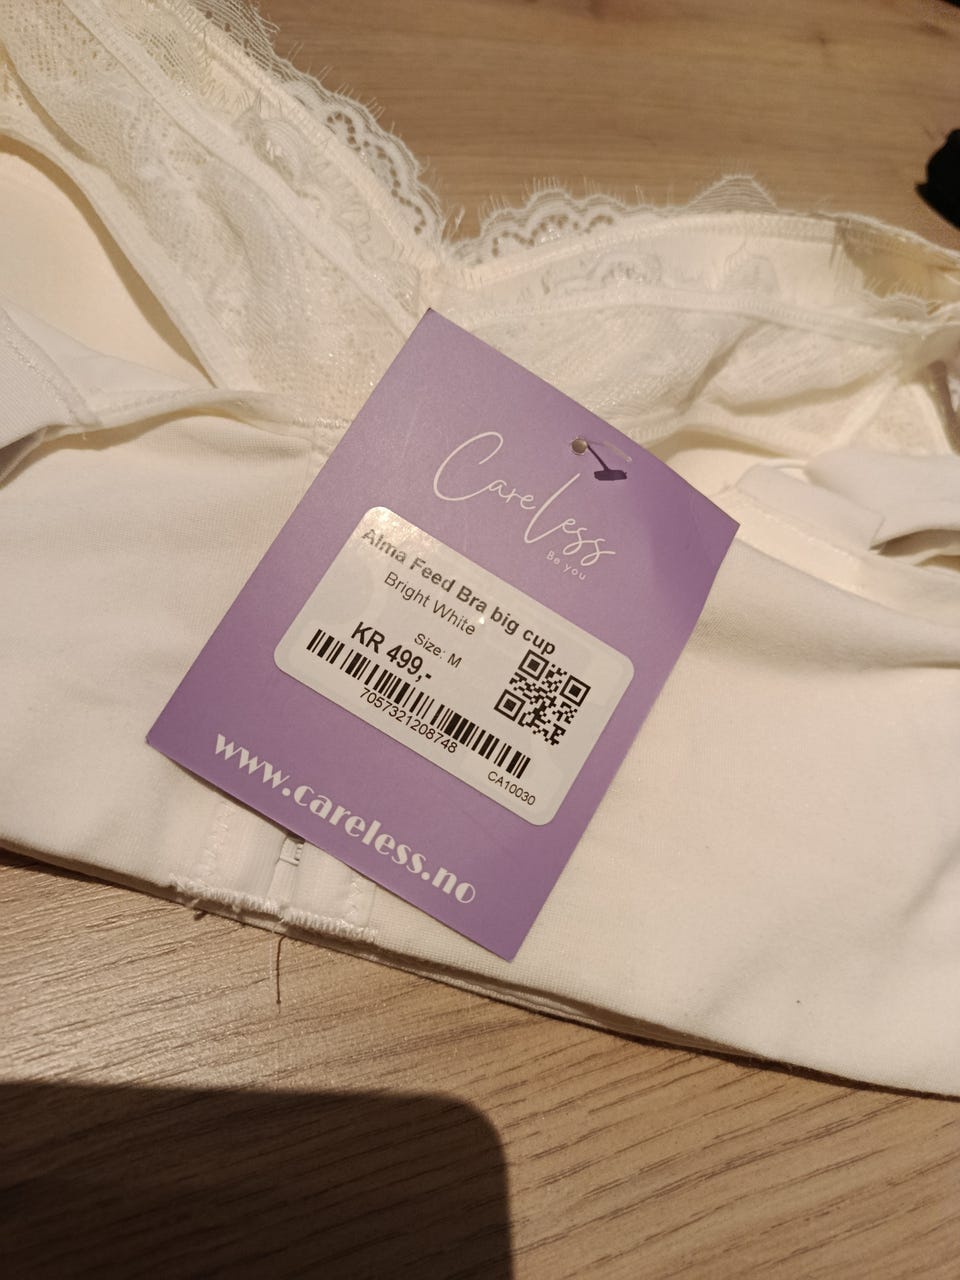 CareLess
Be you
Alma Feed Bra big cup
Bright White
Size: M
KR 499,-
7057321208748
CA10030
www.careless.no